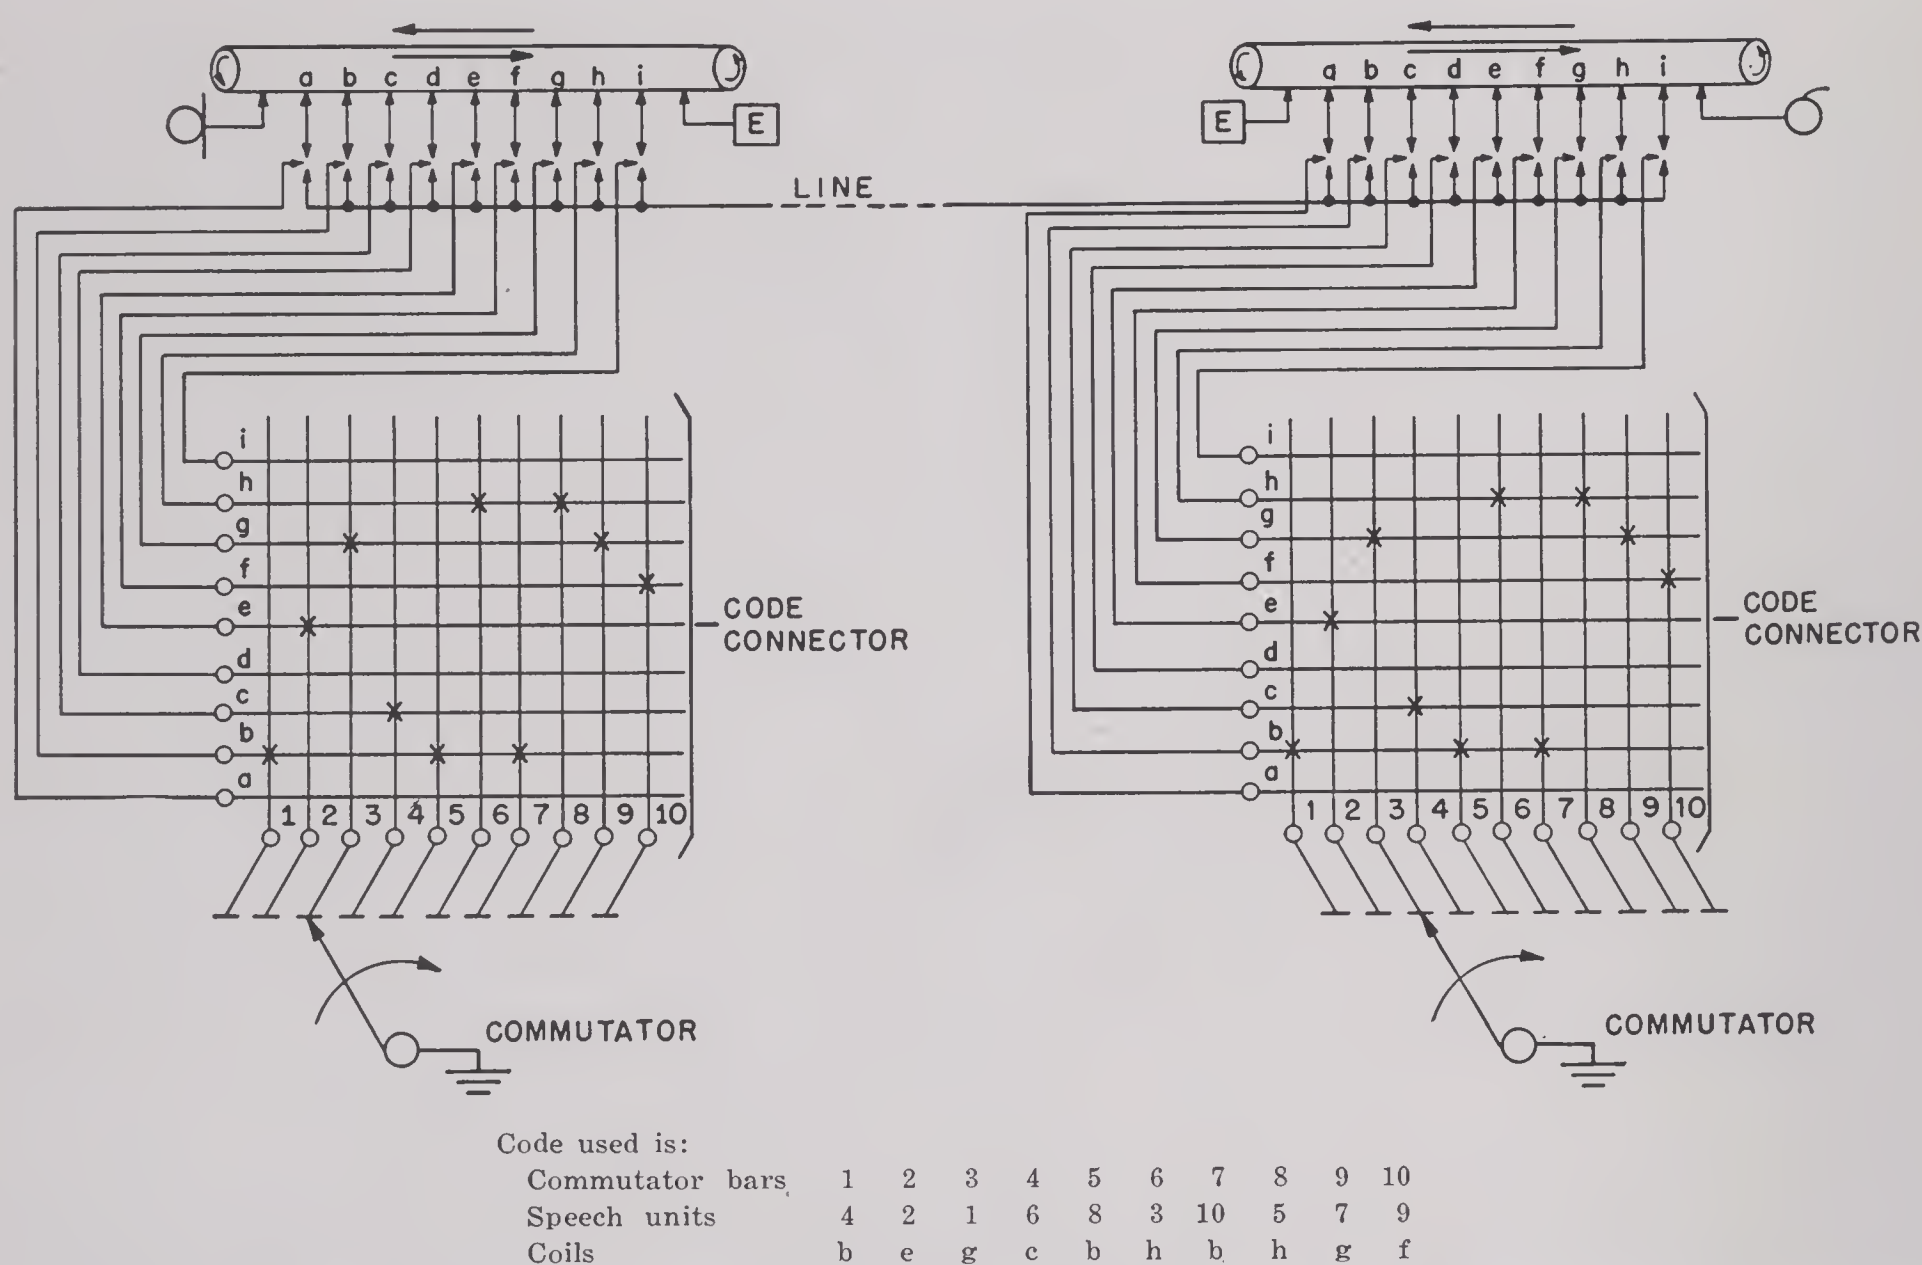 a b c d e f g h i
E
LINE
a b c d e f g h i
E
i
h
g
f
e
d
c
b
a
1 2 3 4 5 6 7 8 9 10
CODE
CONNECTOR
COMMUTATOR
i
h
g
f
e
d
c
b
a
1 2 3 4 5 6 7 8 9 10
CODE
CONNECTOR
COMMUTATOR
Code used is:
Commutator bars 1 2 3 4 5 6 7 8 9 10
Speech units 4 2 1 6 8 3 10 5 7 9
Coils b e g c b h b h g f